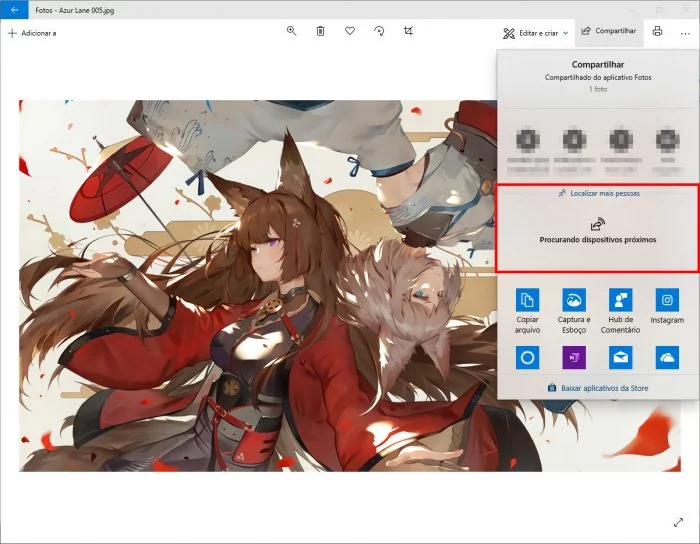 Fotos - Azur Lane 005.jpg
Adicionar a
Editar e criar
Compartilhar
Compartilhar
Compartilhado do aplicativo Fotos
1 foto
Localizar mais pessoas
Procurando dispositivos próximos
Copiar
arquivo
Captura e
Esboço
Hub de
Comentário
Instagram
Baixar aplicativos da Store